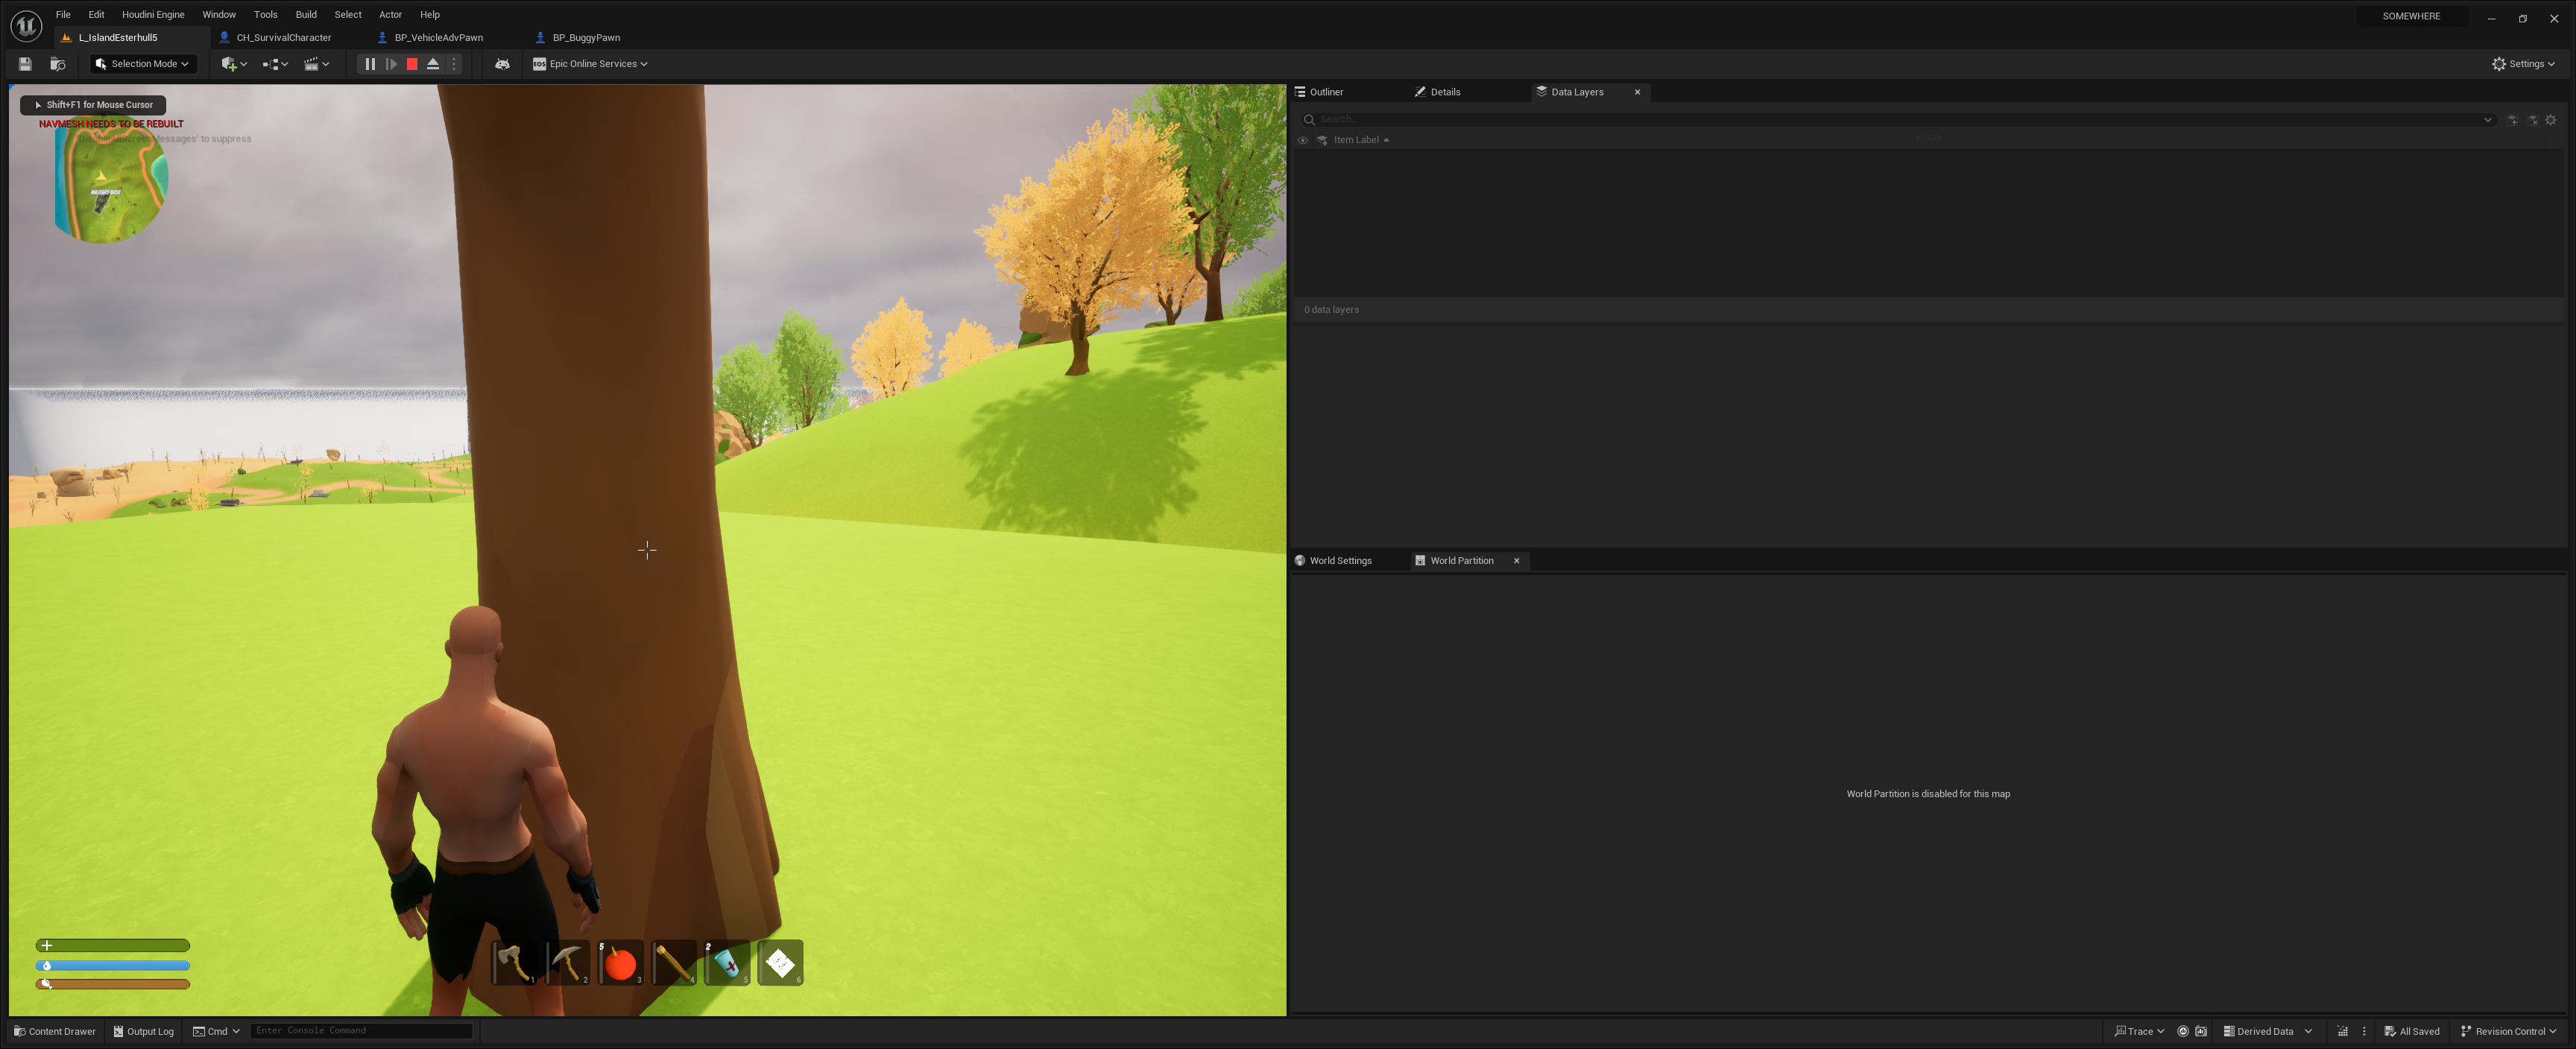 File Edit Houdini Engine Window Tools Build Select Actor Help
SOMEWHERE
L_IslandEsterhull5
CH_SurvivalCharacter
BP_VehicleAdvPawn
BP_BuggyPawn
Selection Mode
Epic Online Services
Settings
Shift+F1 for Mouse Cursor
NAVMESH NEEDS TO BE REBUILT
to suppress
MILITARY BASE
1
2
5
3
4
2
5
6
Outliner
Details
Data Layers
Search...
Item Label
0 data layers
World Settings
World Partition
World Partition is disabled for this map
Content Drawer
Output Log
Cmd
Enter Console Command
Trace
Derived Data
All Saved
Revision Control